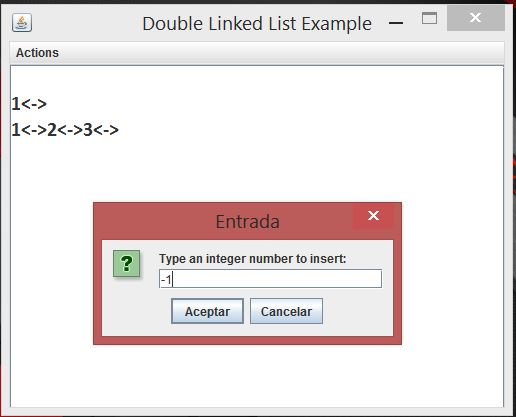 Double Linked List Example
Actions
1<->
1<->2<->3<->
Entrada
Type an integer number to insert:
-1
Aceptar Cancelar